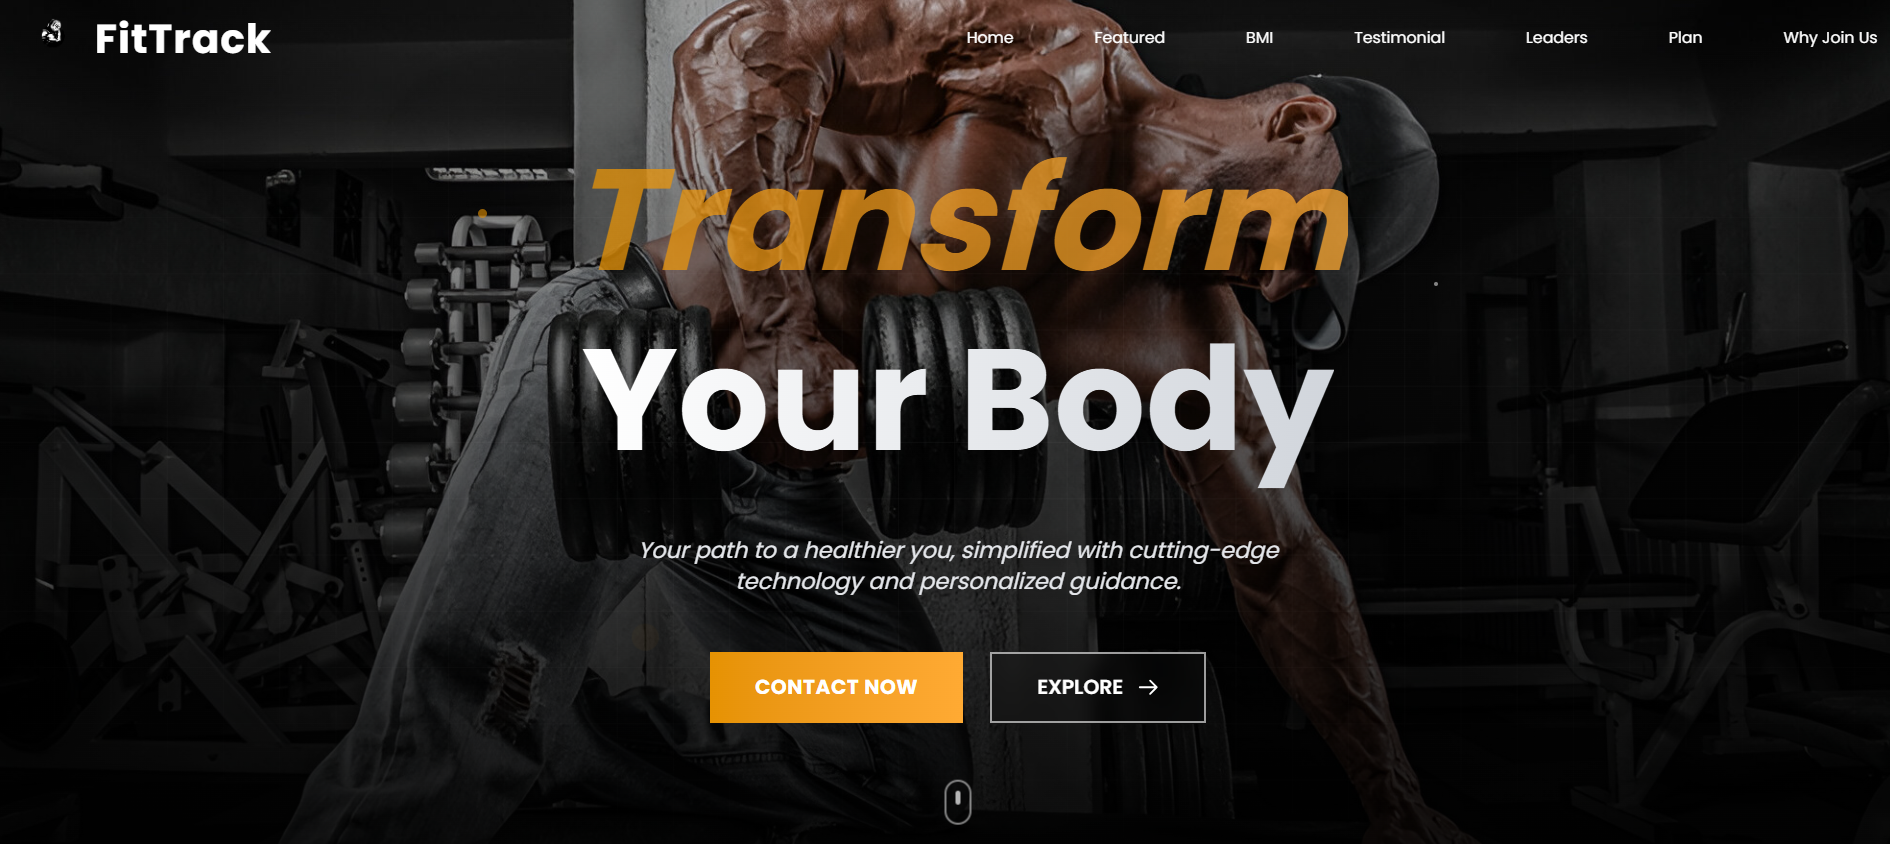 FitTrack
Home Featured BMI Testimonial Leaders Plan Why Join Us
Transform
Your Body
Your path to a healthier you, simplified with cutting-edge
technology and personalized guidance.
CONTACT NOW EXPLORE →